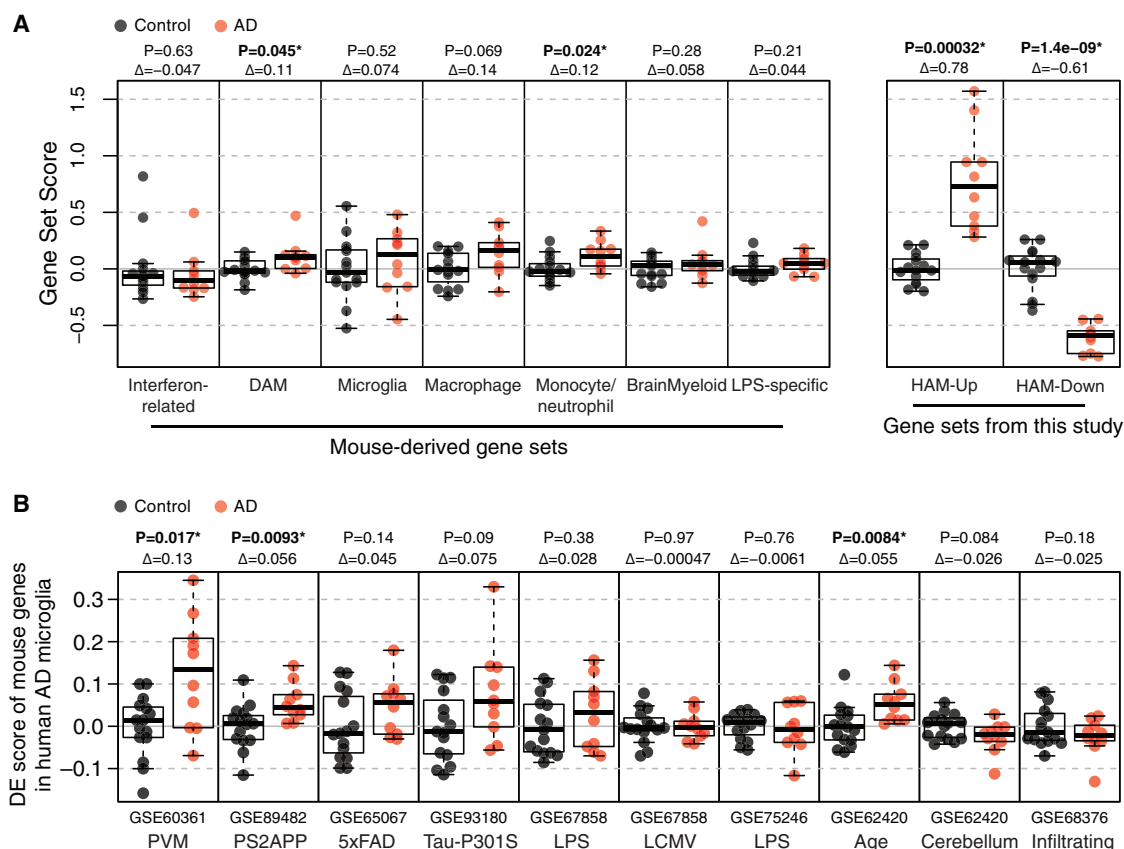 A
Control AD
P=0.63 P=0.045* P=0.52 P=0.069 P=0.024* P=0.28 P=0.21 P=0.00032* P=1.4e−09*
Δ=−0.047 Δ=0.11 Δ=0.074 Δ=0.14 Δ=0.12 Δ=0.058 Δ=0.044 Δ=0.78 Δ=−0.61
Gene Set Score
1.5
1.0
0.5
0.0
−0.5
Interferon- DAM Microglia Macrophage Monocyte/ BrainMyeloid LPS-specific HAM-Up HAM-Down
related neutrophil
Mouse-derived gene sets
Gene sets from this study
B
Control AD
P=0.017* P=0.0093* P=0.14 P=0.09 P=0.38 P=0.97 P=0.76 P=0.0084* P=0.084 P=0.18
Δ=0.13 Δ=0.056 Δ=0.045 Δ=0.075 Δ=0.028 Δ=−0.00047 Δ=−0.0061 Δ=0.055 Δ=−0.026 Δ=−0.025
DE score of mouse genes
in human AD microglia
0.3
0.2
0.1
0.0
−0.1
GSE60361 GSE89482 GSE65067 GSE93180 GSE67858 GSE67858 GSE75246 GSE62420 GSE62420 GSE68376
PVM PS2APP 5xFAD Tau-P301S LPS LCMV LPS Age Cerebellum Infiltrating